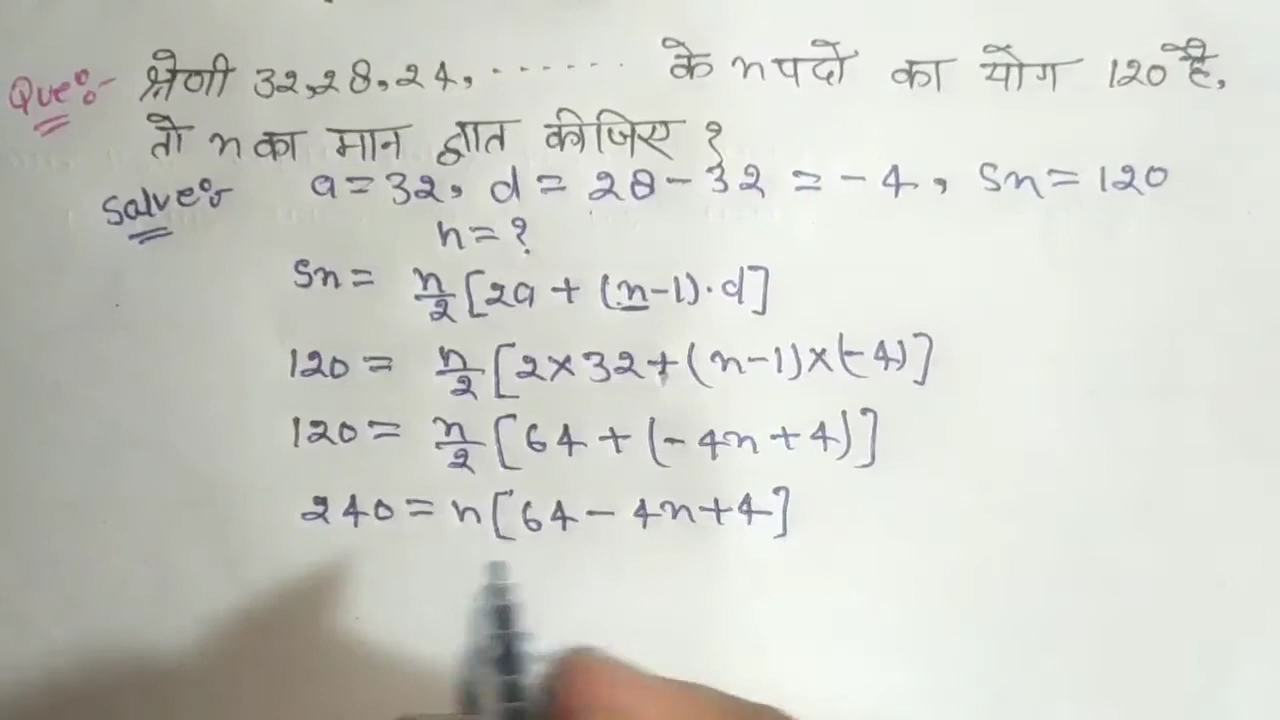 Que:- श्रेणी 32, 28, 24, ....... के n पदों का योग 120 है,
तो n का मान ज्ञात कीजिए ?
Salve:- a = 32, d = 28 - 32 = -4, Sn = 120
n = ?
Sn = n/2 [2a + (n-1)·d]
120 = n/2 [2×32 + (n-1)×(-4)]
120 = n/2 [64 + (-4n+4)]
240 = n[64 - 4n+4]